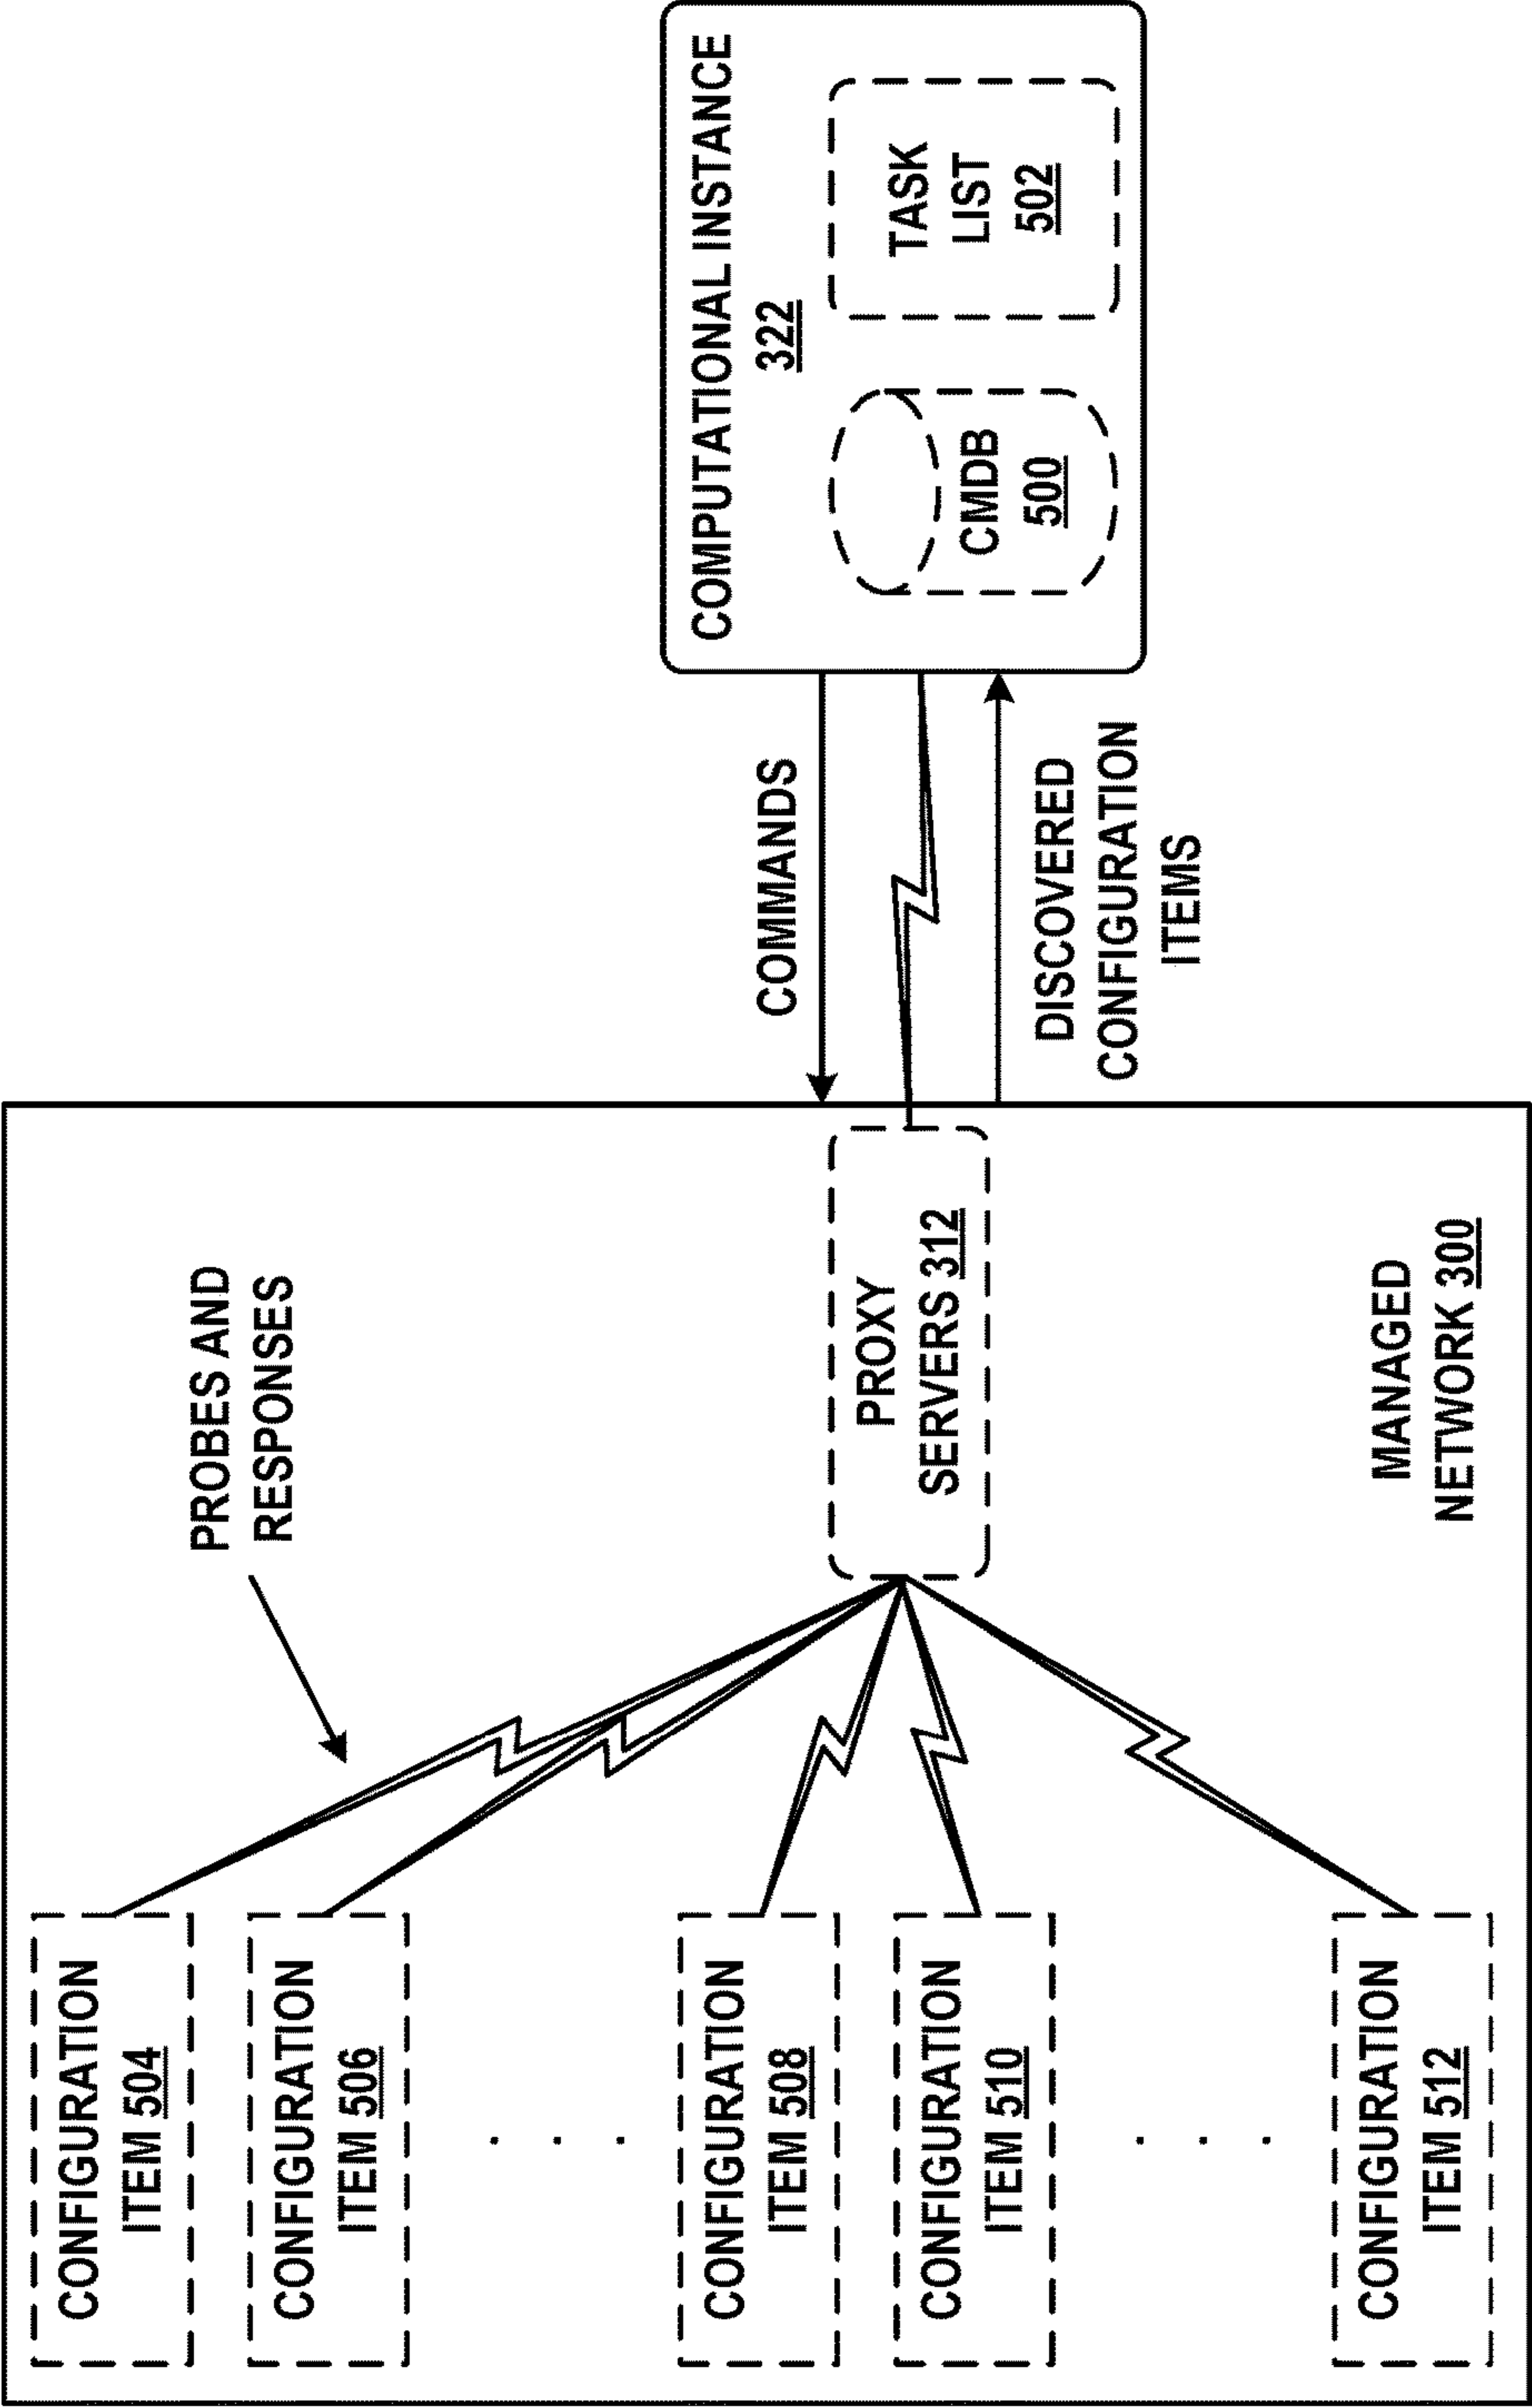 CONFIGURATION
ITEM 504
CONFIGURATION
ITEM 506
. . .
CONFIGURATION
ITEM 508
CONFIGURATION
ITEM 510
. . .
CONFIGURATION
ITEM 512
PROBES AND
RESPONSES
PROXY
SERVERS 312
MANAGED
NETWORK 300
COMMANDS
DISCOVERED
CONFIGURATION
ITEMS
COMPUTATIONAL INSTANCE
322
CMDB
500
TASK
LIST
502